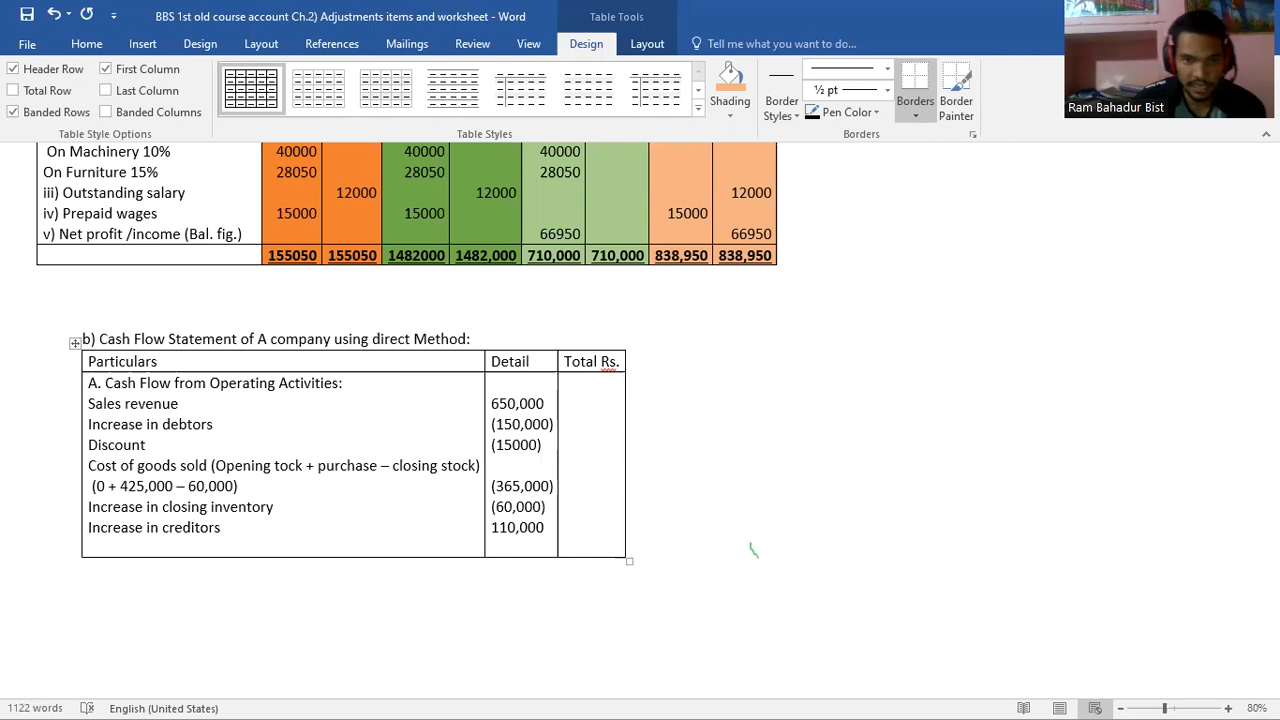 BBS 1st old course account Ch.2) Adjustments items and worksheet - Word
Table Tools
File Home Insert Design Layout References Mailings Review View Design Layout Tell me what you want to do...
Header Row First Column
Total Row Last Column
Banded Rows Banded Columns
Table Style Options
Table Styles
Shading
Border Styles
½ pt
Pen Color
Borders
Border Painter
Borders
Ram Bahadur Bist
On Machinery 10% 40000 40000 40000
On Furniture 15% 28050 28050 28050
iii) Outstanding salary 12000 12000 12000
iv) Prepaid wages 15000 15000 15000
v) Net profit /income (Bal. fig.) 66950 66950
155050 155050 1482000 1482,000 710,000 710,000 838,950 838,950
b) Cash Flow Statement of A company using direct Method:
Particulars Detail Total Rs.
A. Cash Flow from Operating Activities:
Sales revenue 650,000
Increase in debtors (150,000)
Discount (15000)
Cost of goods sold (Opening tock + purchase – closing stock)
(0 + 425,000 – 60,000) (365,000)
Increase in closing inventory (60,000)
Increase in creditors 110,000
1122 words English (United States) 80%